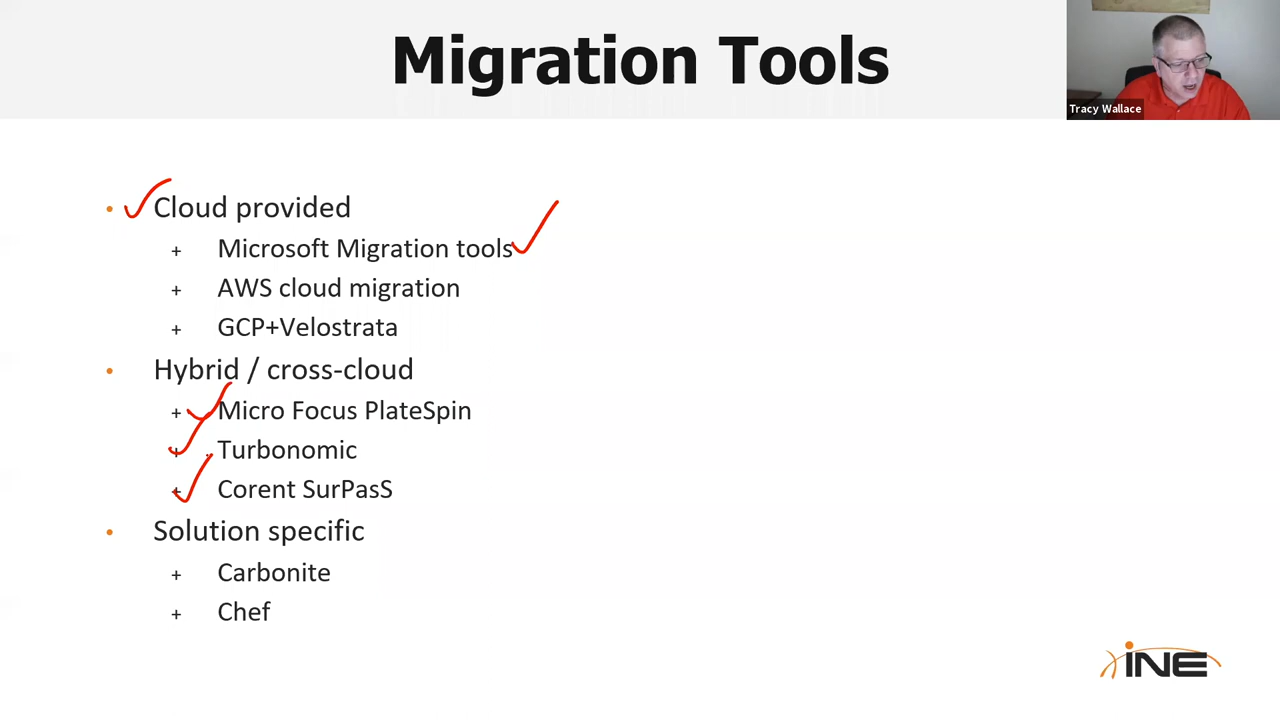 Migration Tools
Tracy Wallace
• Cloud provided
+ Microsoft Migration tools
+ AWS cloud migration
+ GCP+Velostrata
• Hybrid / cross-cloud
+ Micro Focus PlateSpin
+ Turbonomic
+ Corent SurPasS
• Solution specific
+ Carbonite
+ Chef
iNE